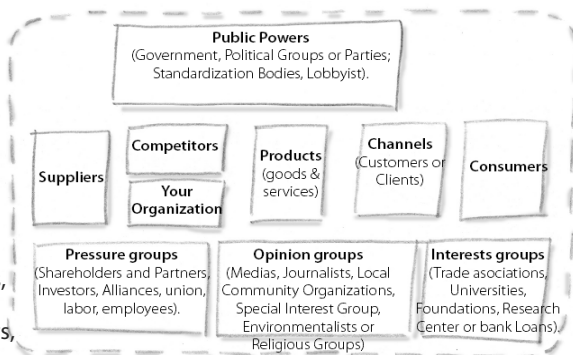 Public Powers
(Government, Political Groups or Parties;
Standardization Bodies, Lobbyist).
Suppliers
Competitors
Your
Organization
Products
(goods &
services)
Channels
(Customers or
Clients)
Consumers
Pressure groups
(Shareholders and Partners,
Investors, Alliances, union,
labor, employees).
Opinion groups
(Medias, Journalists, Local
Community Organizations,
Special Interest Group,
Environmentalists or
Religious Groups)
Interests groups
(Trade asociations,
Universities,
Foundations, Research
Center or bank Loans).